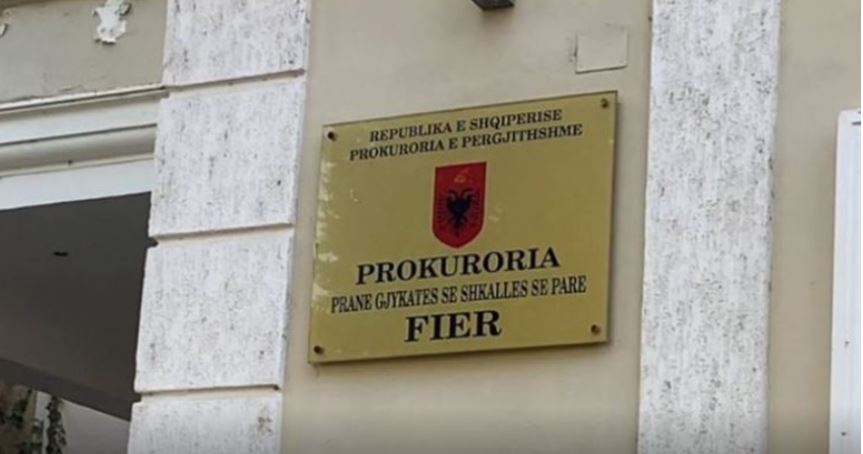 REPUBLIKA E SHQIPERISE
PROKURORIA E PERGJITHSHME
PROKURORIA
PRANE GJYKATES SE SHKALLES SE PARE
FIER